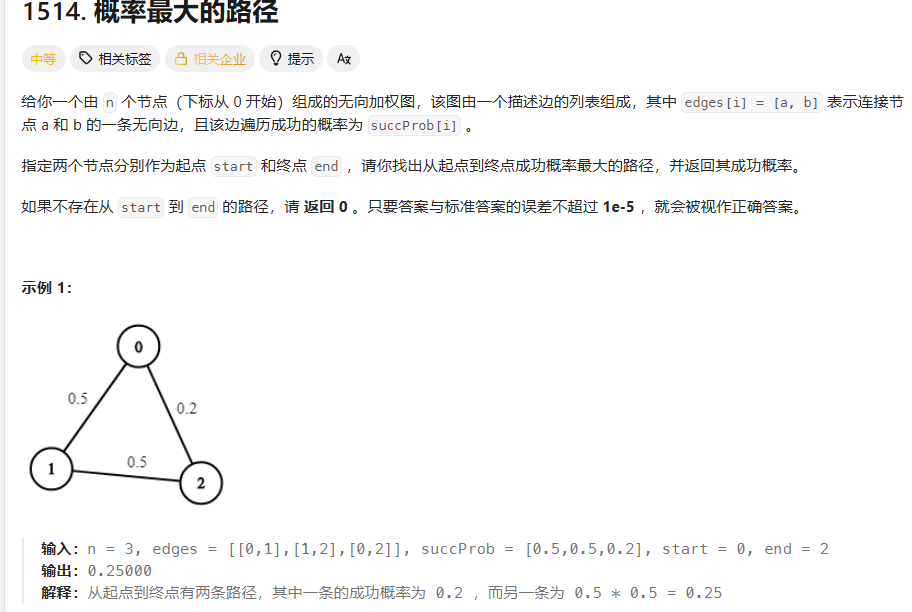 1514. 概率最大的路径
中等 相关标签 相关企业 提示 Aあ
给你一个由 n 个节点（下标从 0 开始）组成的无向加权图，该图由一个描述边的列表组成，其中 edges[i] = [a, b] 表示连接节
点 a 和 b 的一条无向边，且该边遍历成功的概率为 succProb[i] 。
指定两个节点分别作为起点 start 和终点 end ，请你找出从起点到终点成功概率最大的路径，并返回其成功概率。
如果不存在从 start 到 end 的路径，请 返回 0 。只要答案与标准答案的误差不超过 1e-5 ，就会被视作正确答案。
示例 1：
0
0.5
0.2
0.5
1
2
输入：n = 3, edges = [[0,1],[1,2],[0,2]], succProb = [0.5,0.5,0.2], start = 0, end = 2
输出：0.25000
解释：从起点到终点有两条路径，其中一条的成功概率为 0.2 ，而另一条为 0.5 * 0.5 = 0.25